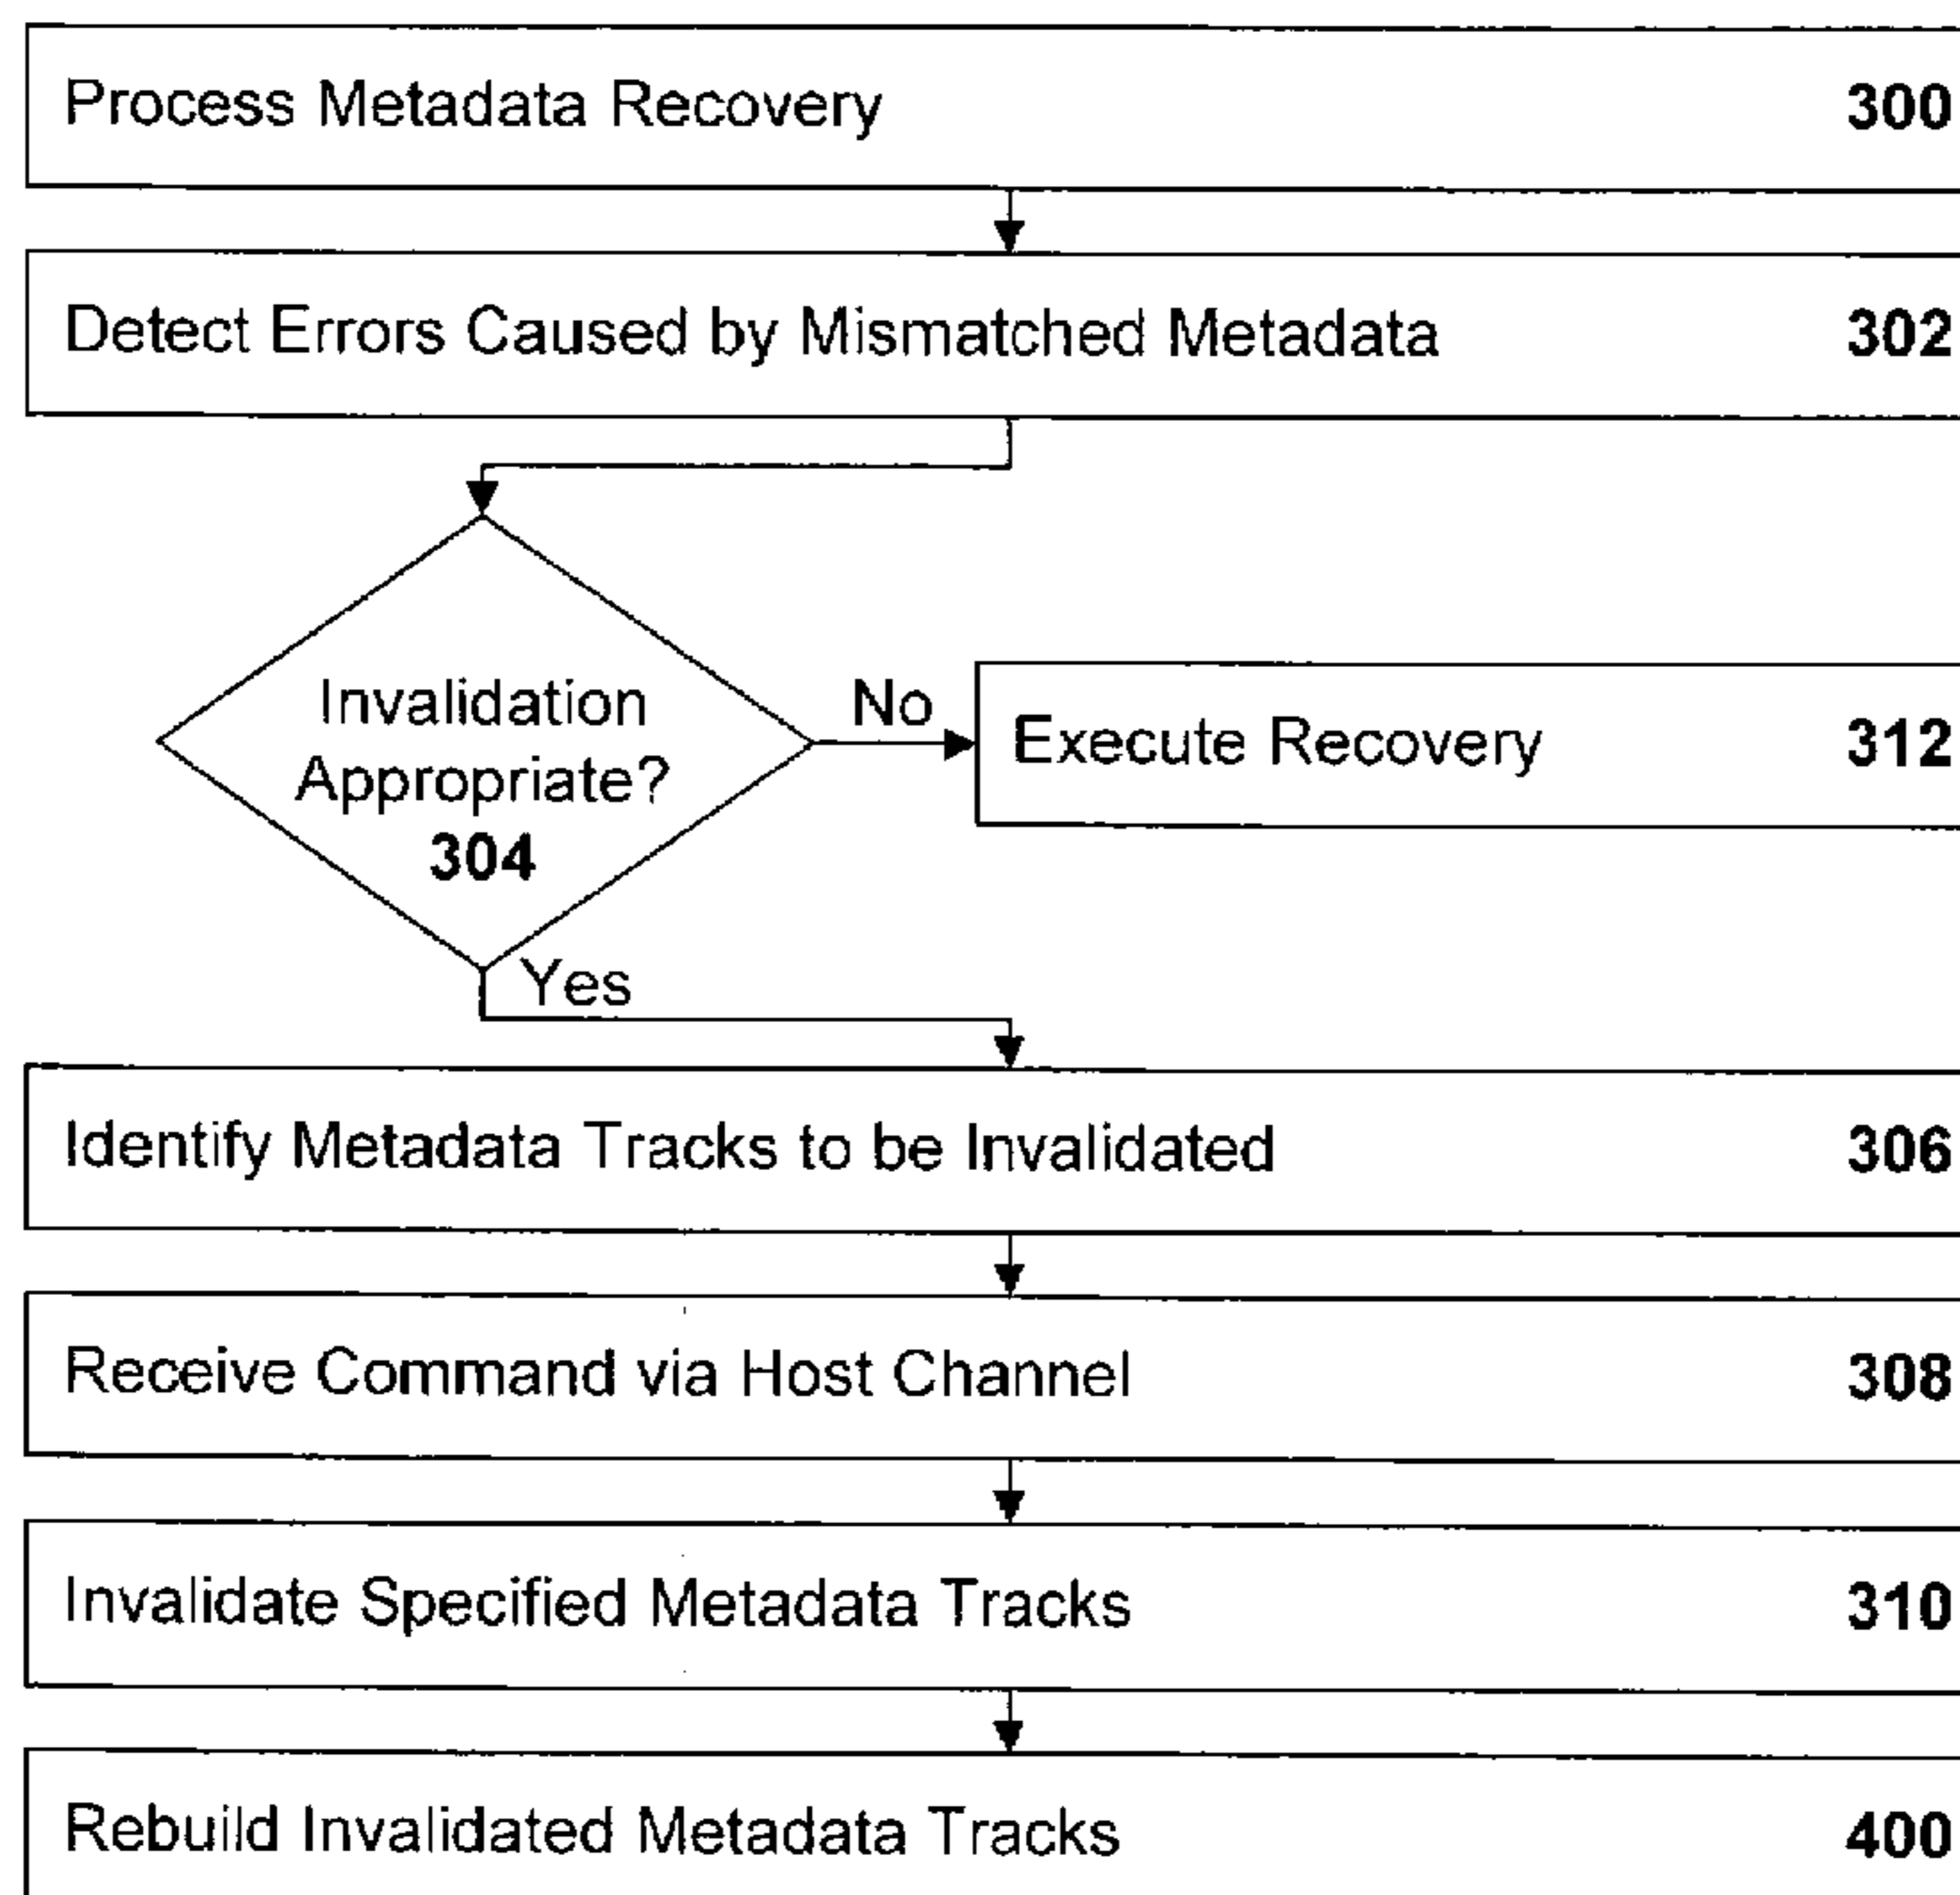 Process Metadata Recovery 300
Detect Errors Caused by Mismatched Metadata 302
Invalidation
Appropriate?
304
No
Execute Recovery 312
Yes
Identify Metadata Tracks to be Invalidated 306
Receive Command via Host Channel 308
Invalidate Specified Metadata Tracks 310
Rebuild Invalidated Metadata Tracks 400